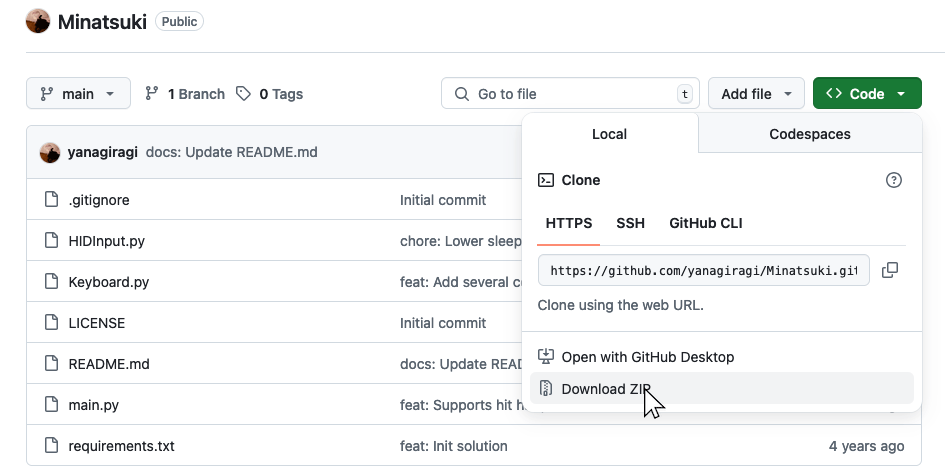 Minatsuki Public
main 1 Branch 0 Tags Go to file t Add file Code
Local Codespaces
yanagiragi docs: Update README.md
Clone
.gitignore Initial commit
HTTPS SSH GitHub CLI
HIDInput.py chore: Lower sleep
https://github.com/yanagiragi/Minatsuki.git
Keyboard.py feat: Add several
Clone using the web URL.
LICENSE Initial commit
Open with GitHub Desktop
README.md docs: Update
Download ZIP
main.py feat: Supports hit
requirements.txt feat: Init solution 4 years ago